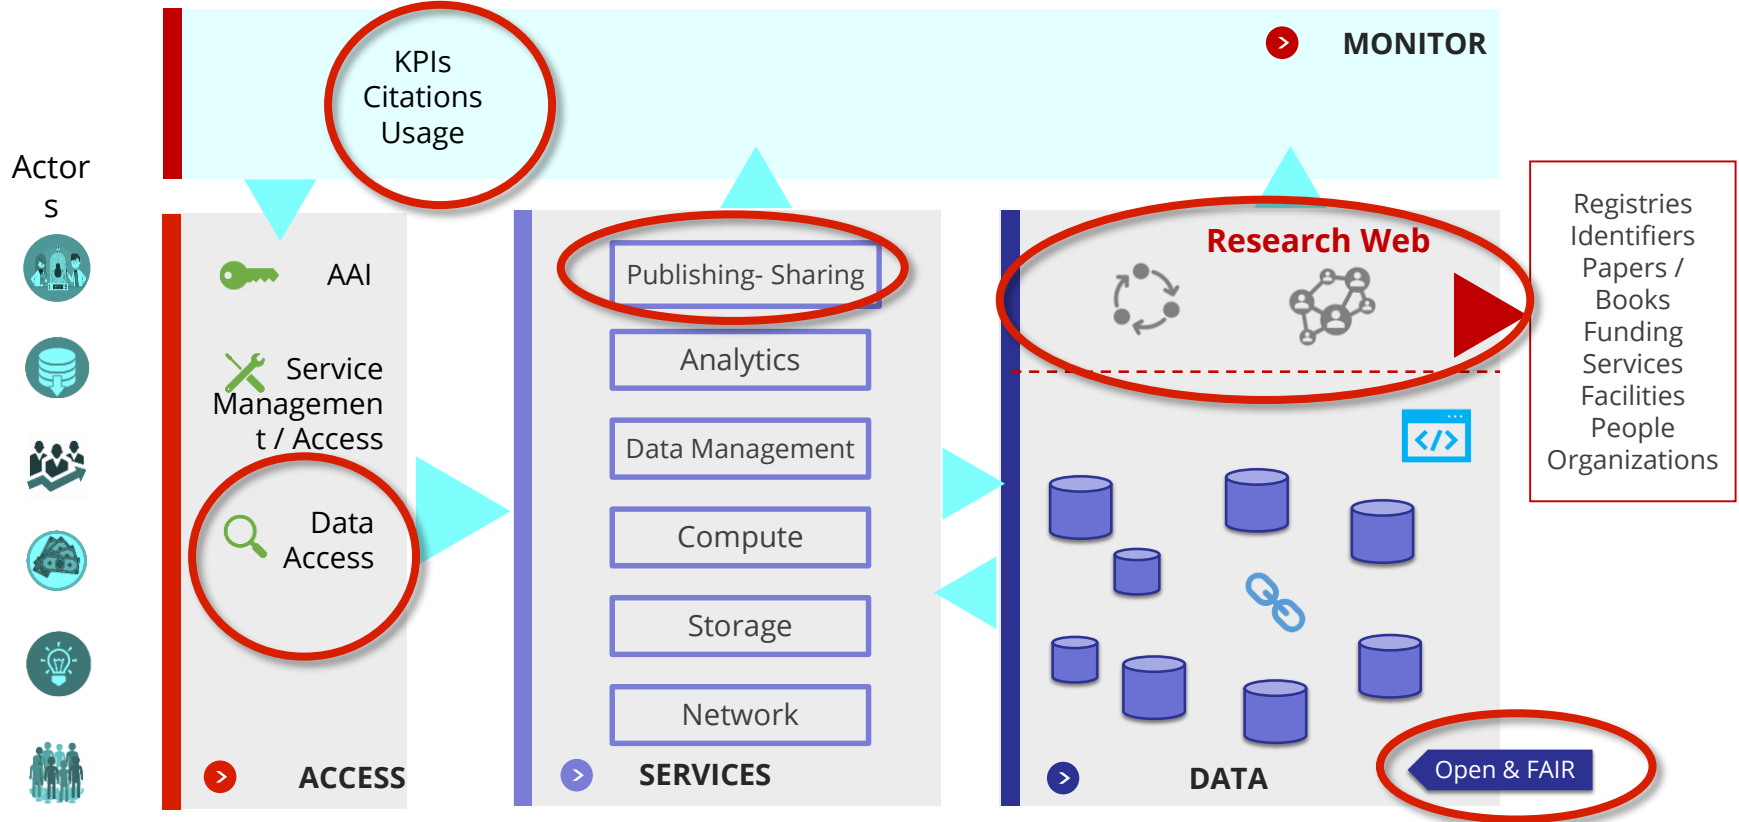 MONITOR
KPIs
Citations
Usage
Actor
s
AAI
Service
Managemen
t / Access
Data
Access
ACCESS
Publishing- Sharing
Analytics
Data Management
Compute
Storage
Network
SERVICES
Research Web
</>
DATA
Open & FAIR
Registries
Identifiers
Papers /
Books
Funding
Services
Facilities
People
Organizations